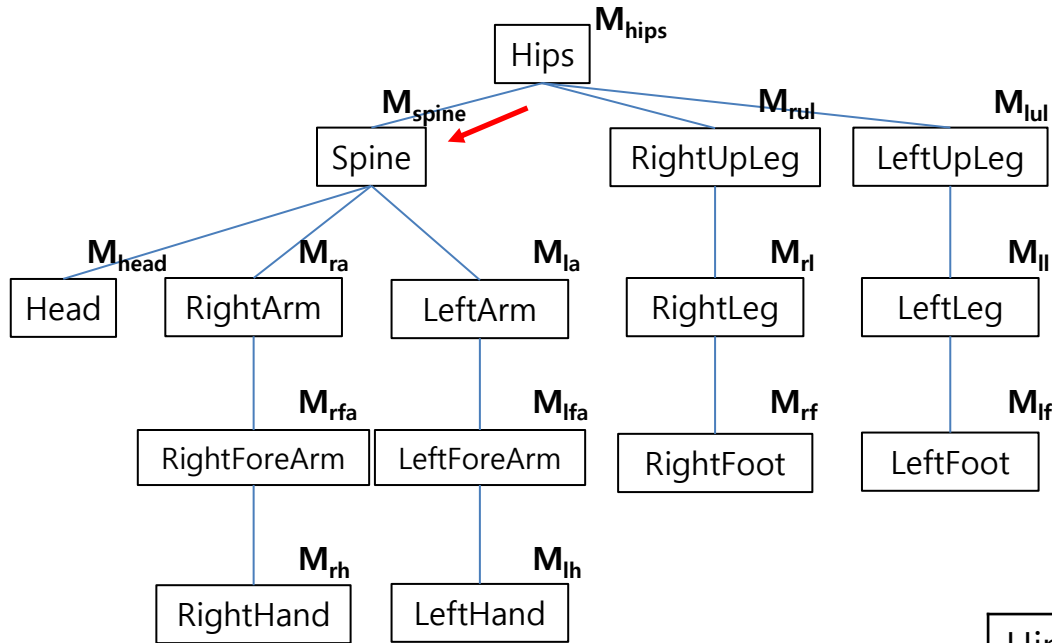 M_hips
Hips
M_spine M_rul M_lul
Spine RightUpLeg LeftUpLeg
M_head M_ra M_la M_rl M_ll
Head RightArm LeftArm RightLeg LeftLeg
M_rfa M_lfa M_rf M_lf
RightForeArm LeftForeArm RightFoot LeftFoot
M_rh M_lh
RightHand LeftHand